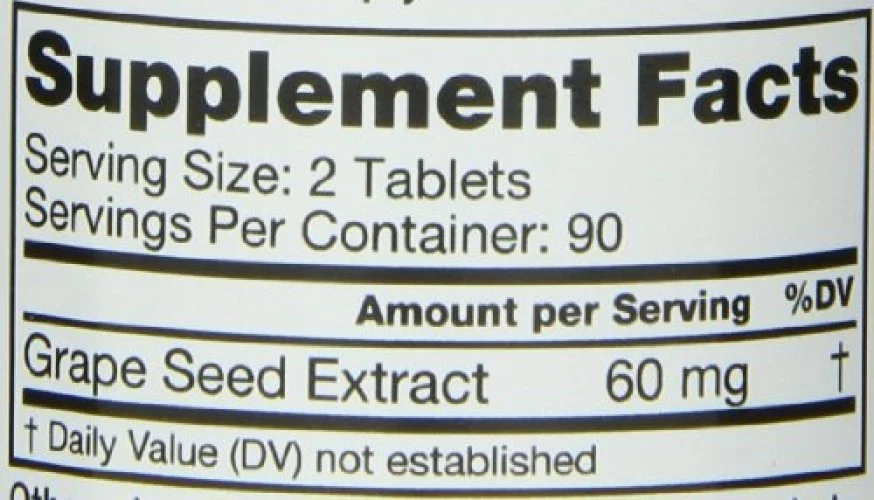 Supplement Facts
Serving Size: 2 Tablets
Servings Per Container: 90
Amount per Serving %DV
Grape Seed Extract 60 mg †
† Daily Value (DV) not established